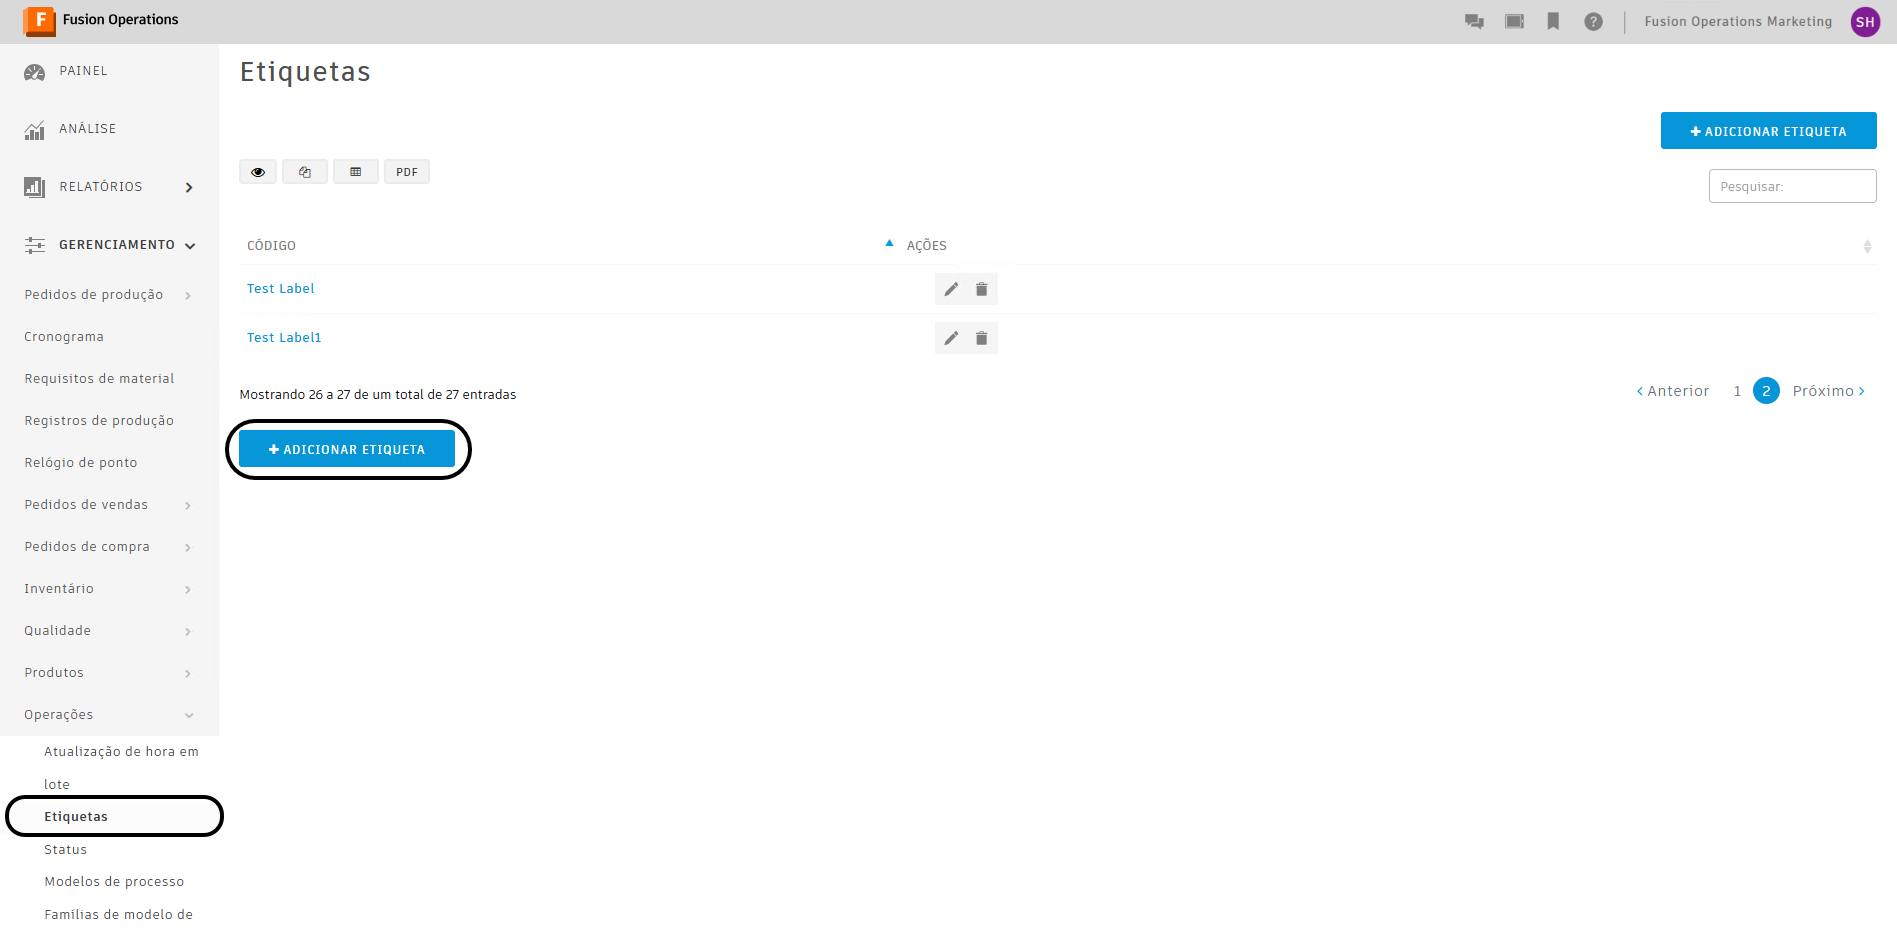 F Fusion Operations
? Fusion Operations Marketing SH
PAINEL
ANÁLISE
RELATÓRIOS
GERENCIAMENTO
Pedidos de produção
Cronograma
Requisitos de material
Registros de produção
Relógio de ponto
Pedidos de vendas
Pedidos de compra
Inventário
Qualidade
Produtos
Operações
Atualização de hora em
lote
Etiquetas
Status
Modelos de processo
Famílias de modelo de
Etiquetas
+ ADICIONAR ETIQUETA
PDF
Pesquisar:
CÓDIGO AÇÕES
Test Label
Test Label1
Mostrando 26 a 27 de um total de 27 entradas
< Anterior 1 2 Próximo >
+ ADICIONAR ETIQUETA